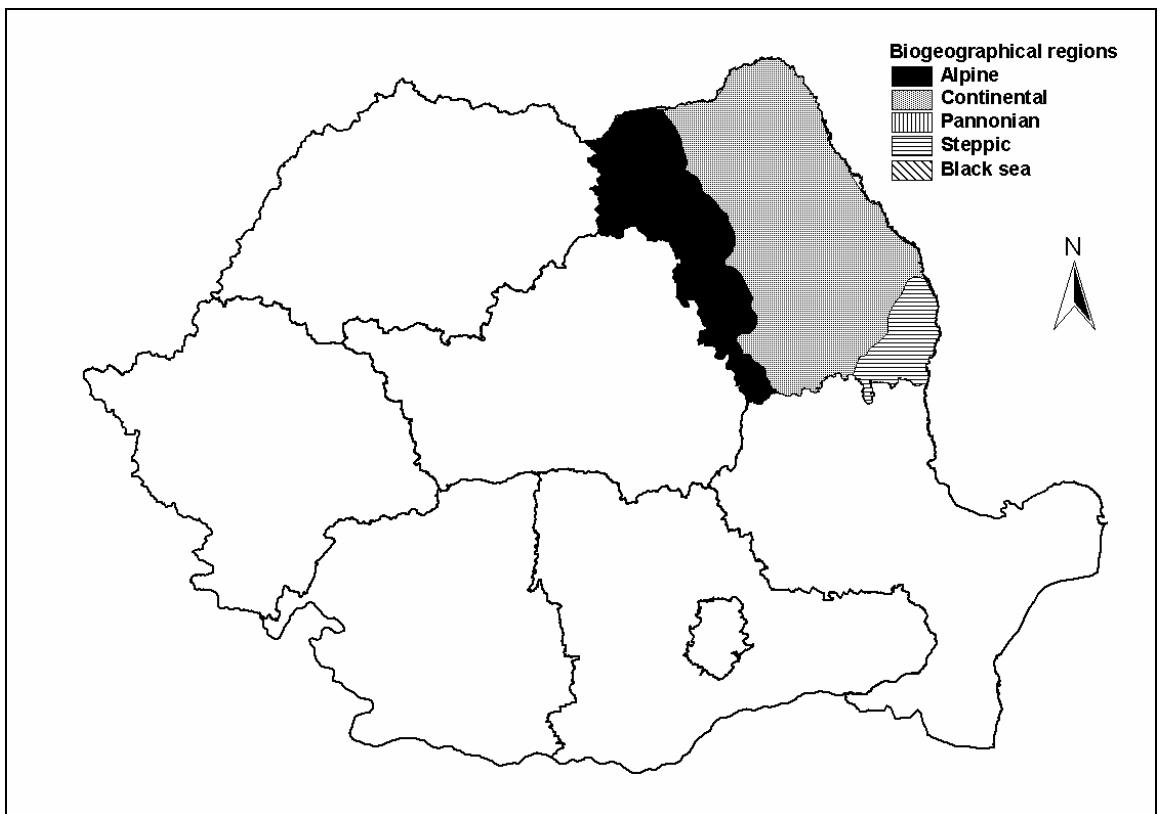 Biogeographical regions
Alpine
Continental
Pannonian
Steppic
Black sea
N